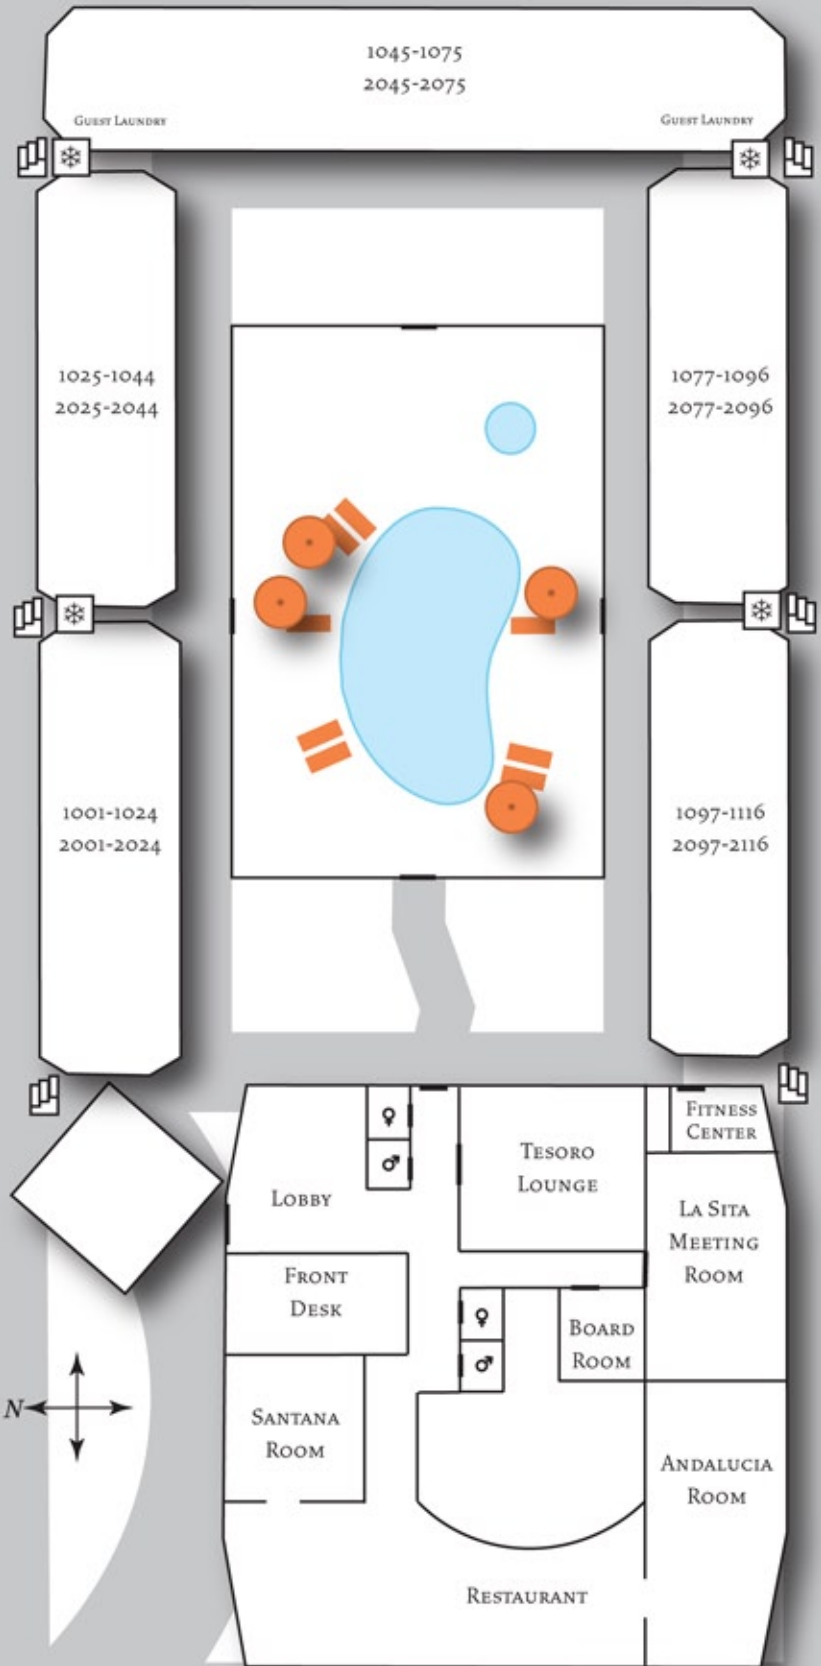 1045-1075
2045-2075
Guest Laundry
Guest Laundry
1025-1044
2025-2044
1077-1096
2077-2096
1001-1024
2001-2024
1097-1116
2097-2116
Fitness
Center
Tesoro
Lounge
Lobby
La Sita
Meeting
Room
Front
Desk
Board
Room
N
Santana
Room
Andalucia
Room
Restaurant